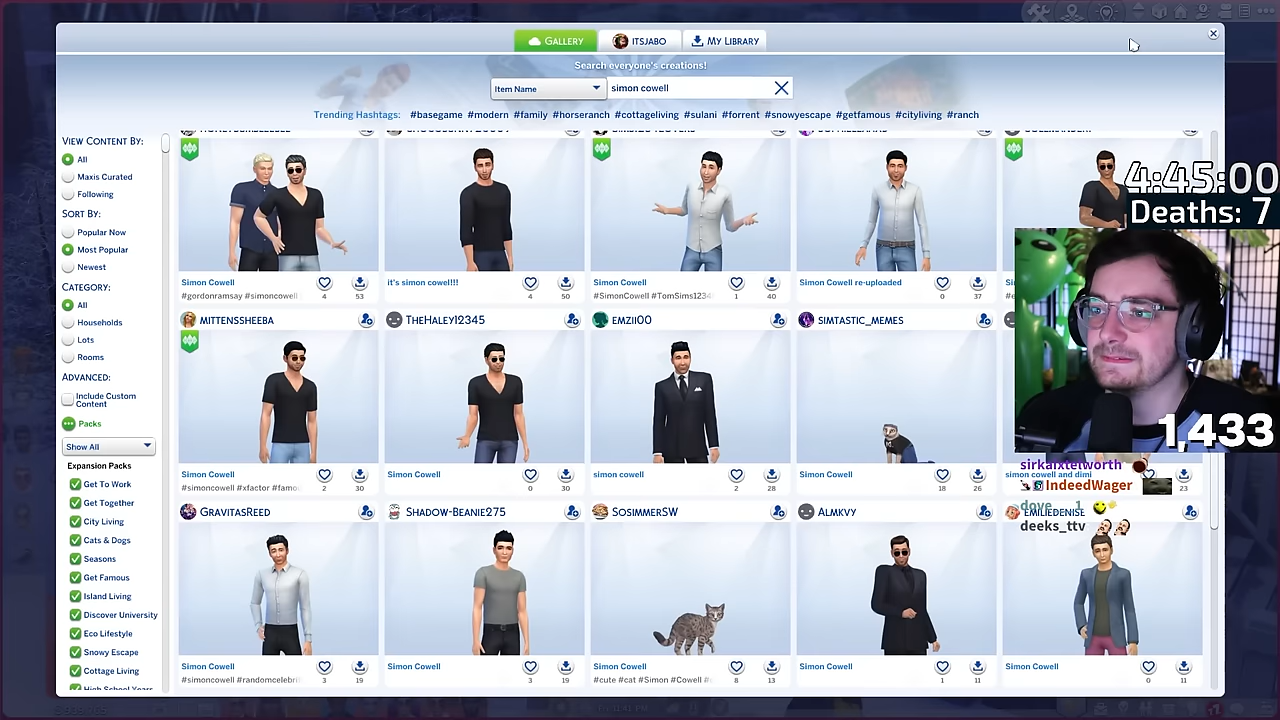 GALLERY
ITSJABO
MY LIBRARY
Search everyone's creations!
Item Name
simon cowell
Trending Hashtags: #basegame #modern #family #horseranch #cottageliving #sulani #forrent #snowyescape #getfamous #cityliving #ranch
VIEW CONTENT BY:
All
Maxis Curated
Following
SORT BY:
Popular Now
Most Popular
Newest
CATEGORY:
All
Households
Lots
Rooms
ADVANCED:
Include Custom
Content
Packs
Show All
Expansion Packs
Get To Work
Get Together
City Living
Cats & Dogs
Seasons
Get Famous
Island Living
Discover University
Eco Lifestyle
Snowy Escape
Cottage Living
High School Years
Simon Cowell
4
53
#gordonramsay #simoncowell
it's simon cowell!!!
4
50
Simon Cowell
1
40
#SimonCowell #TomSims1234
Simon Cowell re-uploaded
0
37
MITTENSSHEEBA
THEHALEY12345
EMZII00
SIMTASTIC_MEMES
Simon Cowell
2
30
#simoncowell #xfactor #famo
Simon Cowell
0
30
simon cowell
2
28
Simon Cowell
18
26
simon cowell and dimi
23
GRAVITASREED
SHADOW-BEANIE275
SOSIMMERSW
ALMKVY
EMILIEDENISE
Simon Cowell
3
19
#simoncowell #randomcelebri
Simon Cowell
3
19
Simon Cowell
8
13
#cute #cat #Simon #Cowell #c
Simon Cowell
1
11
Simon Cowell
0
11
4:45:00
Deaths: 7
1,433
sirkaixtelworth
IndeedWager
dove__1
deeks_ttv